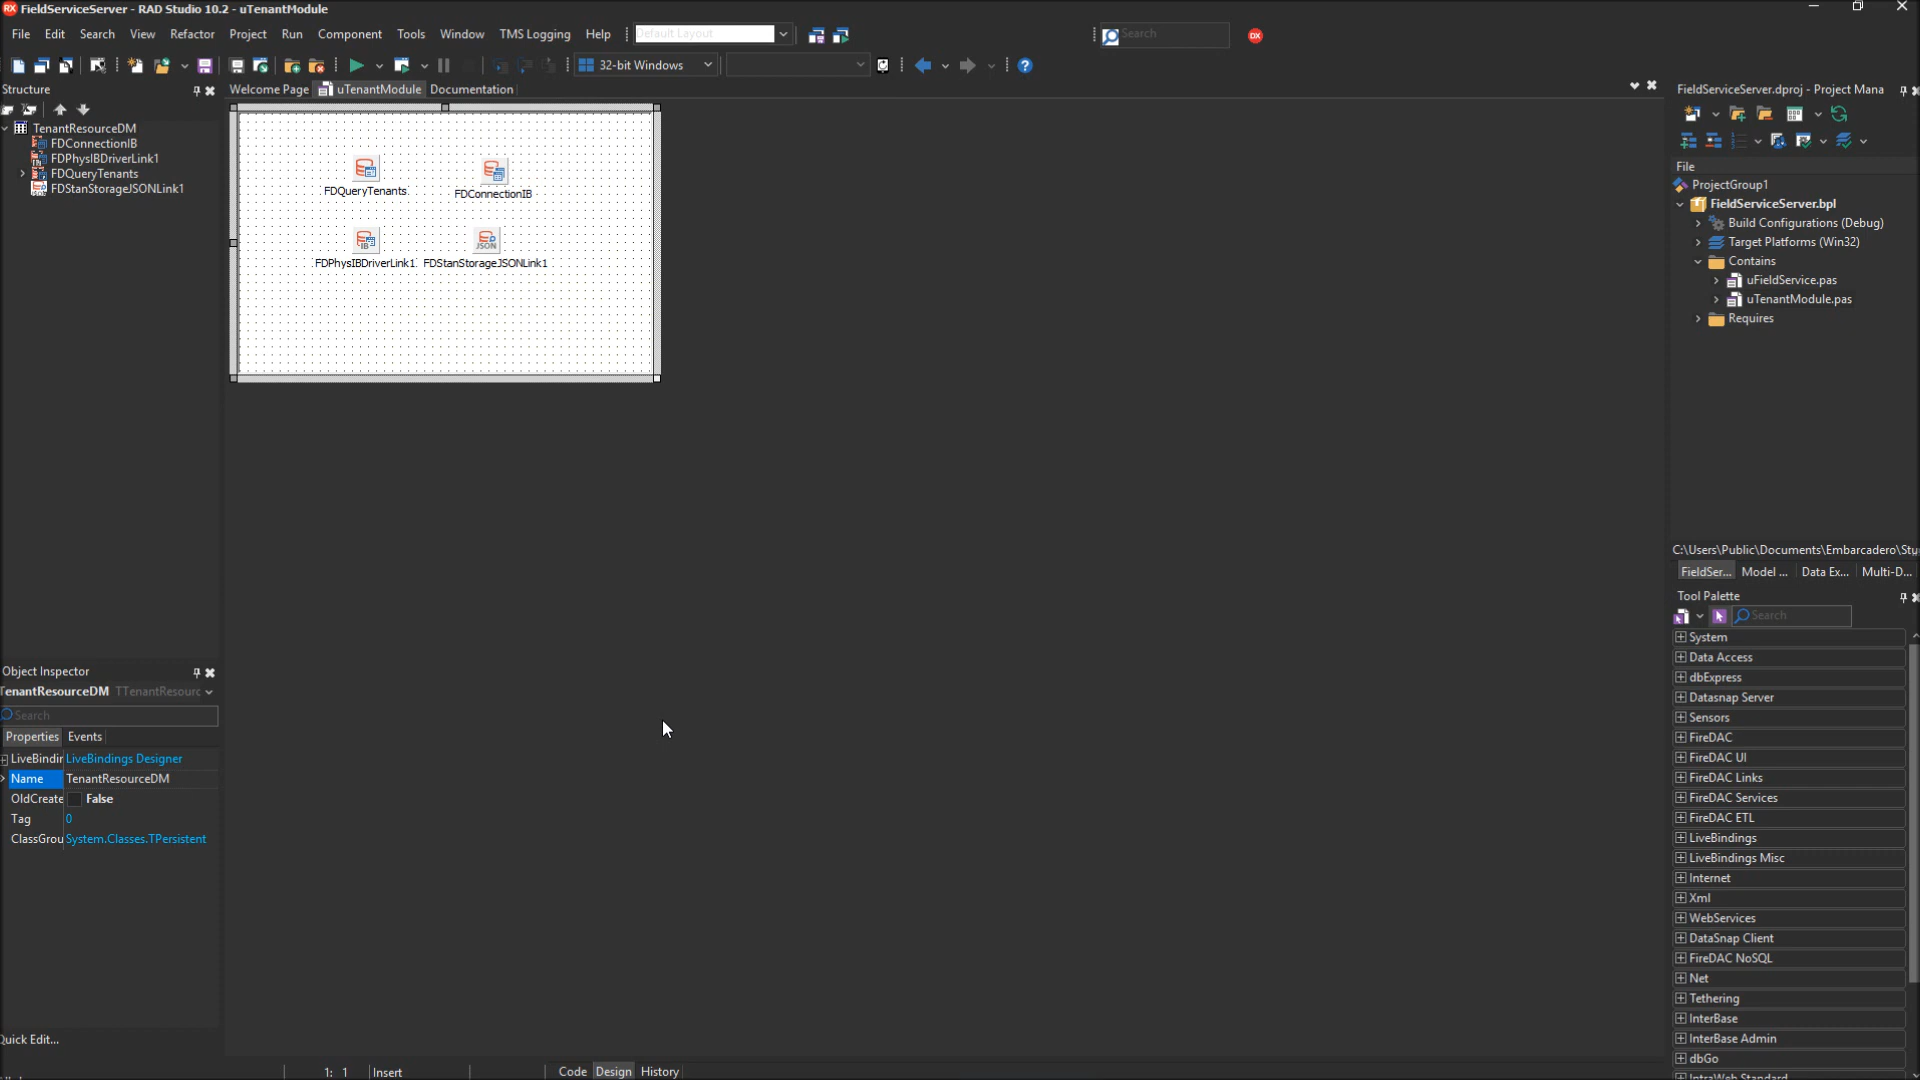 FieldServiceServer - RAD Studio 10.2 - uTenantModule
File Edit Search View Refactor Project Run Component Tools Window TMS Logging Help
Default Layout
Search
DX
32-bit Windows
Structure
TenantResourceDM
FDConnectionIB
FDPhysIBDriverLink1
FDQueryTenants
FDStanStorageJSONLink1
Welcome Page uTenantModule Documentation
FDQueryTenants FDConnectionIB
IB JSON
FDPhysIBDriverLink1 FDStanStorageJSONLink1
Object Inspector
TenantResourceDM TTenantResourc
Search
Properties Events
LiveBindin LiveBindings Designer
Name TenantResourceDM
OldCreate False
Tag 0
ClassGrou System.Classes.TPersistent
Quick Edit...
1: 1 Insert
Code Design History
FieldServiceServer.dproj - Project Mana
File
ProjectGroup1
FieldServiceServer.bpl
Build Configurations (Debug)
Target Platforms (Win32)
Contains
uFieldService.pas
uTenantModule.pas
Requires
C:\Users\Public\Documents\Embarcadero\Stu
FieldSer... Model ... Data Ex... Multi-D...
Tool Palette
Search
System
Data Access
dbExpress
Datasnap Server
Sensors
FireDAC
FireDAC UI
FireDAC Links
FireDAC Services
FireDAC ETL
LiveBindings
LiveBindings Misc
Internet
Xml
WebServices
DataSnap Client
FireDAC NoSQL
Net
Tethering
InterBase
InterBase Admin
dbGo
IntraWeb Standard